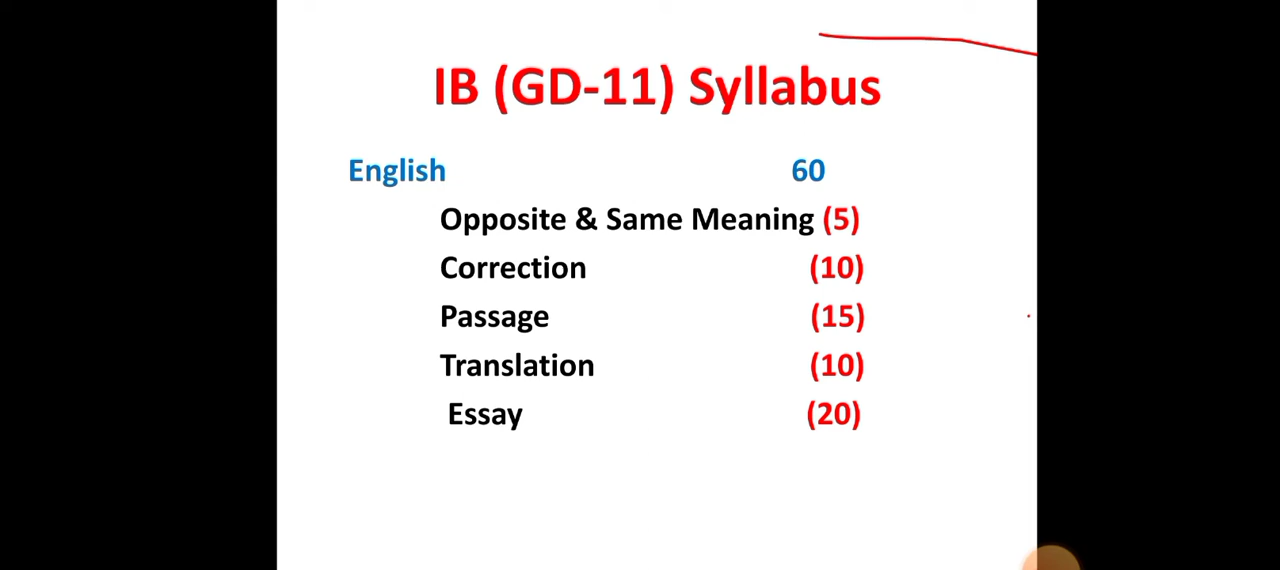 IB (GD-11) Syllabus
English 60
Opposite & Same Meaning (5)
Correction (10)
Passage (15)
Translation (10)
Essay (20)